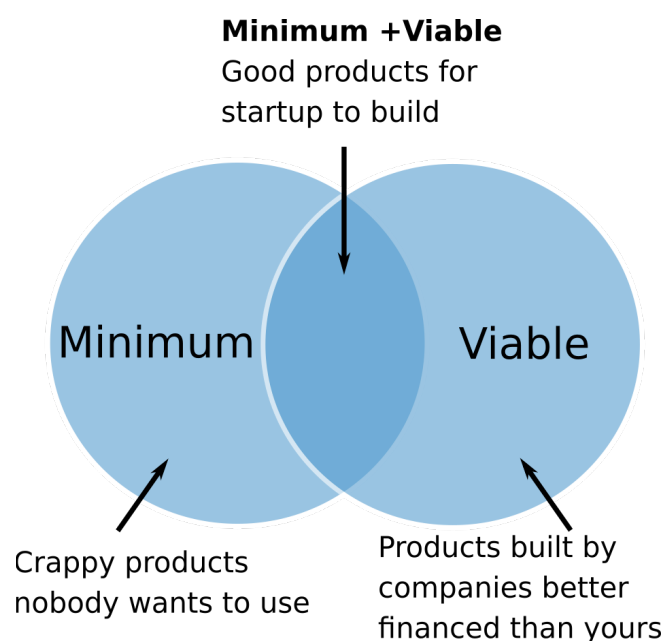 Minimum +Viable
Good products for
startup to build
Minimum
Viable
Crappy products
nobody wants to use
Products built by
companies better
financed than yours